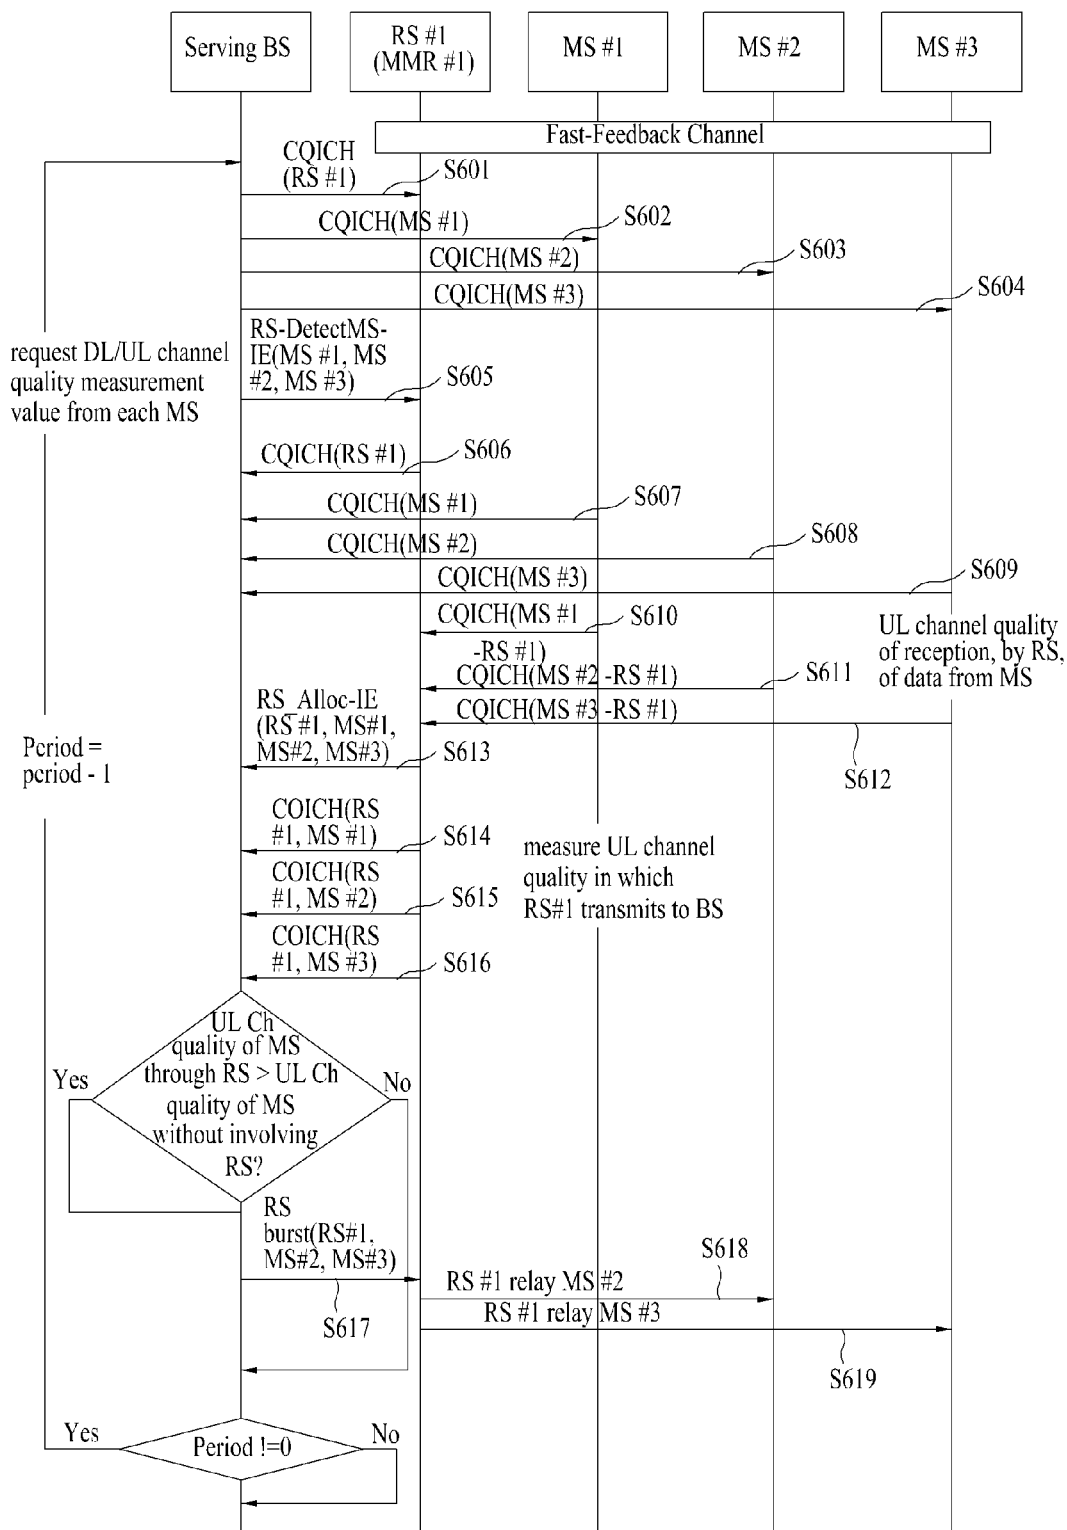 Serving BS
RS #1
(MMR #1)
MS #1
MS #2
MS #3
Fast-Feedback Channel
CQICH
(RS #1)
S601
CQICH(MS #1)
S602
CQICH(MS #2)
S603
CQICH(MS #3)
S604
request DL/UL channel
quality measurement
value from each MS
RS-DetectMS-
IE(MS #1, MS
#2, MS #3)
S605
CQICH(RS #1)
S606
CQICH(MS #1)
S607
CQICH(MS #2)
S608
CQICH(MS #3)
S609
CQICH(MS #1
-RS #1)
S610
UL channel quality
of reception, by RS,
of data from MS
CQICH(MS #2 -RS #1)
S611
CQICH(MS #3 -RS #1)
S612
RS_Alloc-IE
(RS #1, MS#1,
MS#2, MS#3)
S613
Period =
period - 1
COICH(RS
#1, MS #1)
S614
measure UL channel
quality in which
RS#1 transmits to BS
COICH(RS
#1, MS #2)
S615
COICH(RS
#1, MS #3)
S616
UL Ch
quality of MS
through RS > UL Ch
quality of MS
without involving
RS?
Yes
No
RS
burst(RS#1,
MS#2, MS#3)
S617
RS #1 relay MS #2
S618
RS #1 relay MS #3
S619
Yes
Period !=0
No